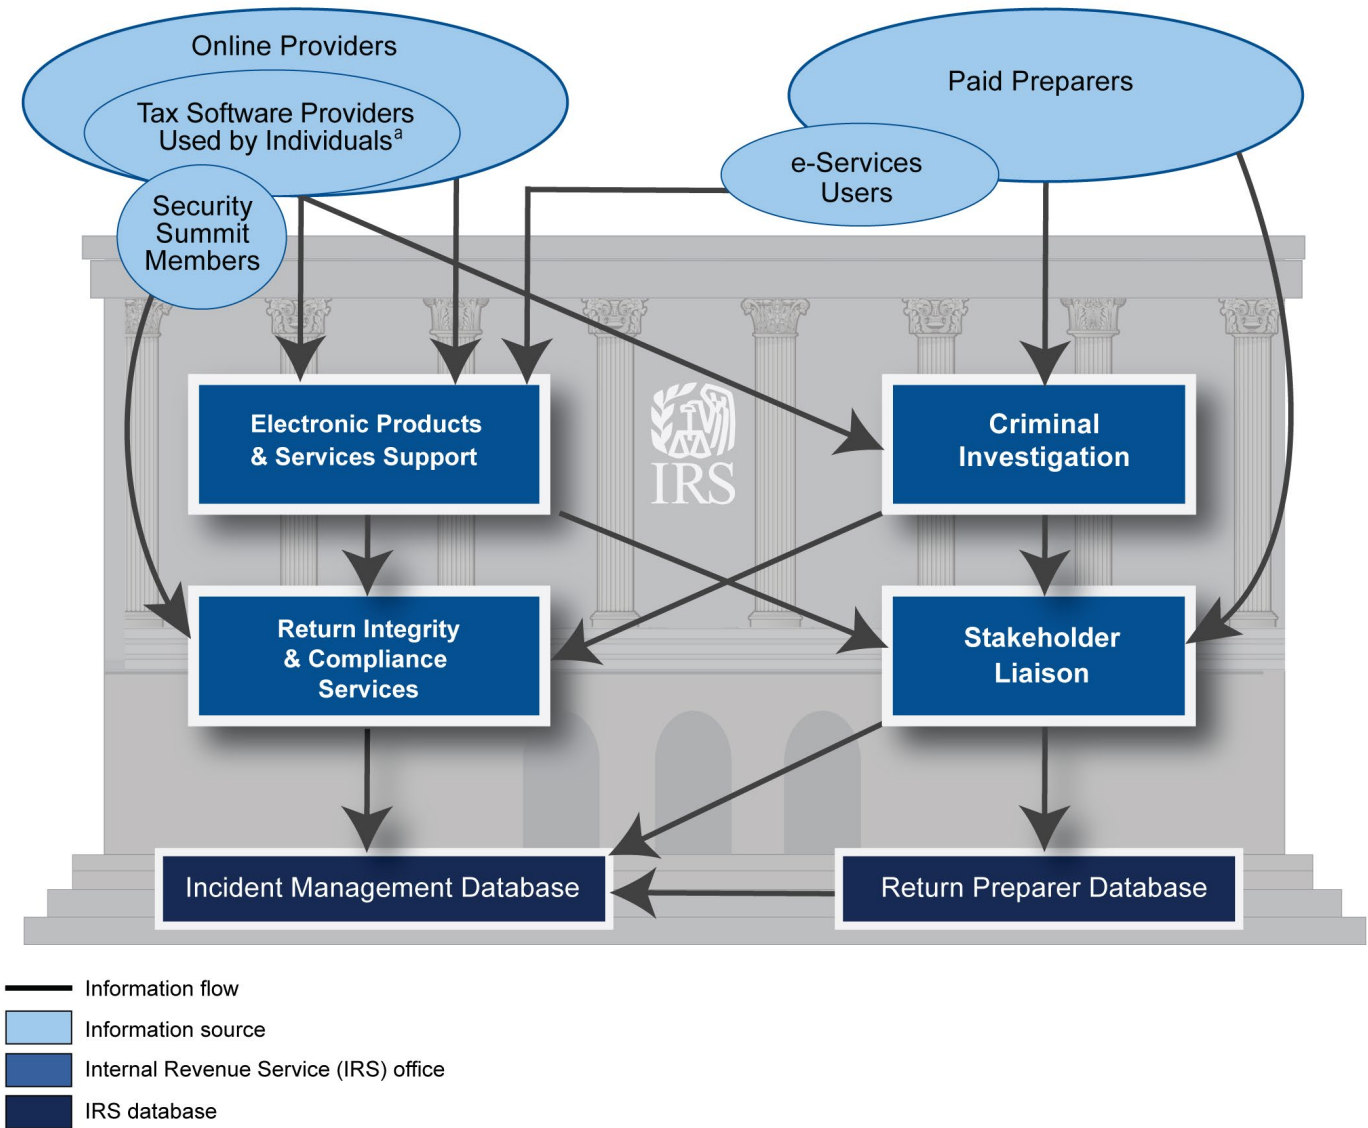 Online Providers
Tax Software Providers
Used by Individualsᵃ
Security
Summit
Members
Paid Preparers
e-Services
Users
Electronic Products
& Services Support
IRS
Criminal
Investigation
Return Integrity
& Compliance
Services
Stakeholder
Liaison
Incident Management Database
Return Preparer Database
Information flow
Information source
Internal Revenue Service (IRS) office
IRS database